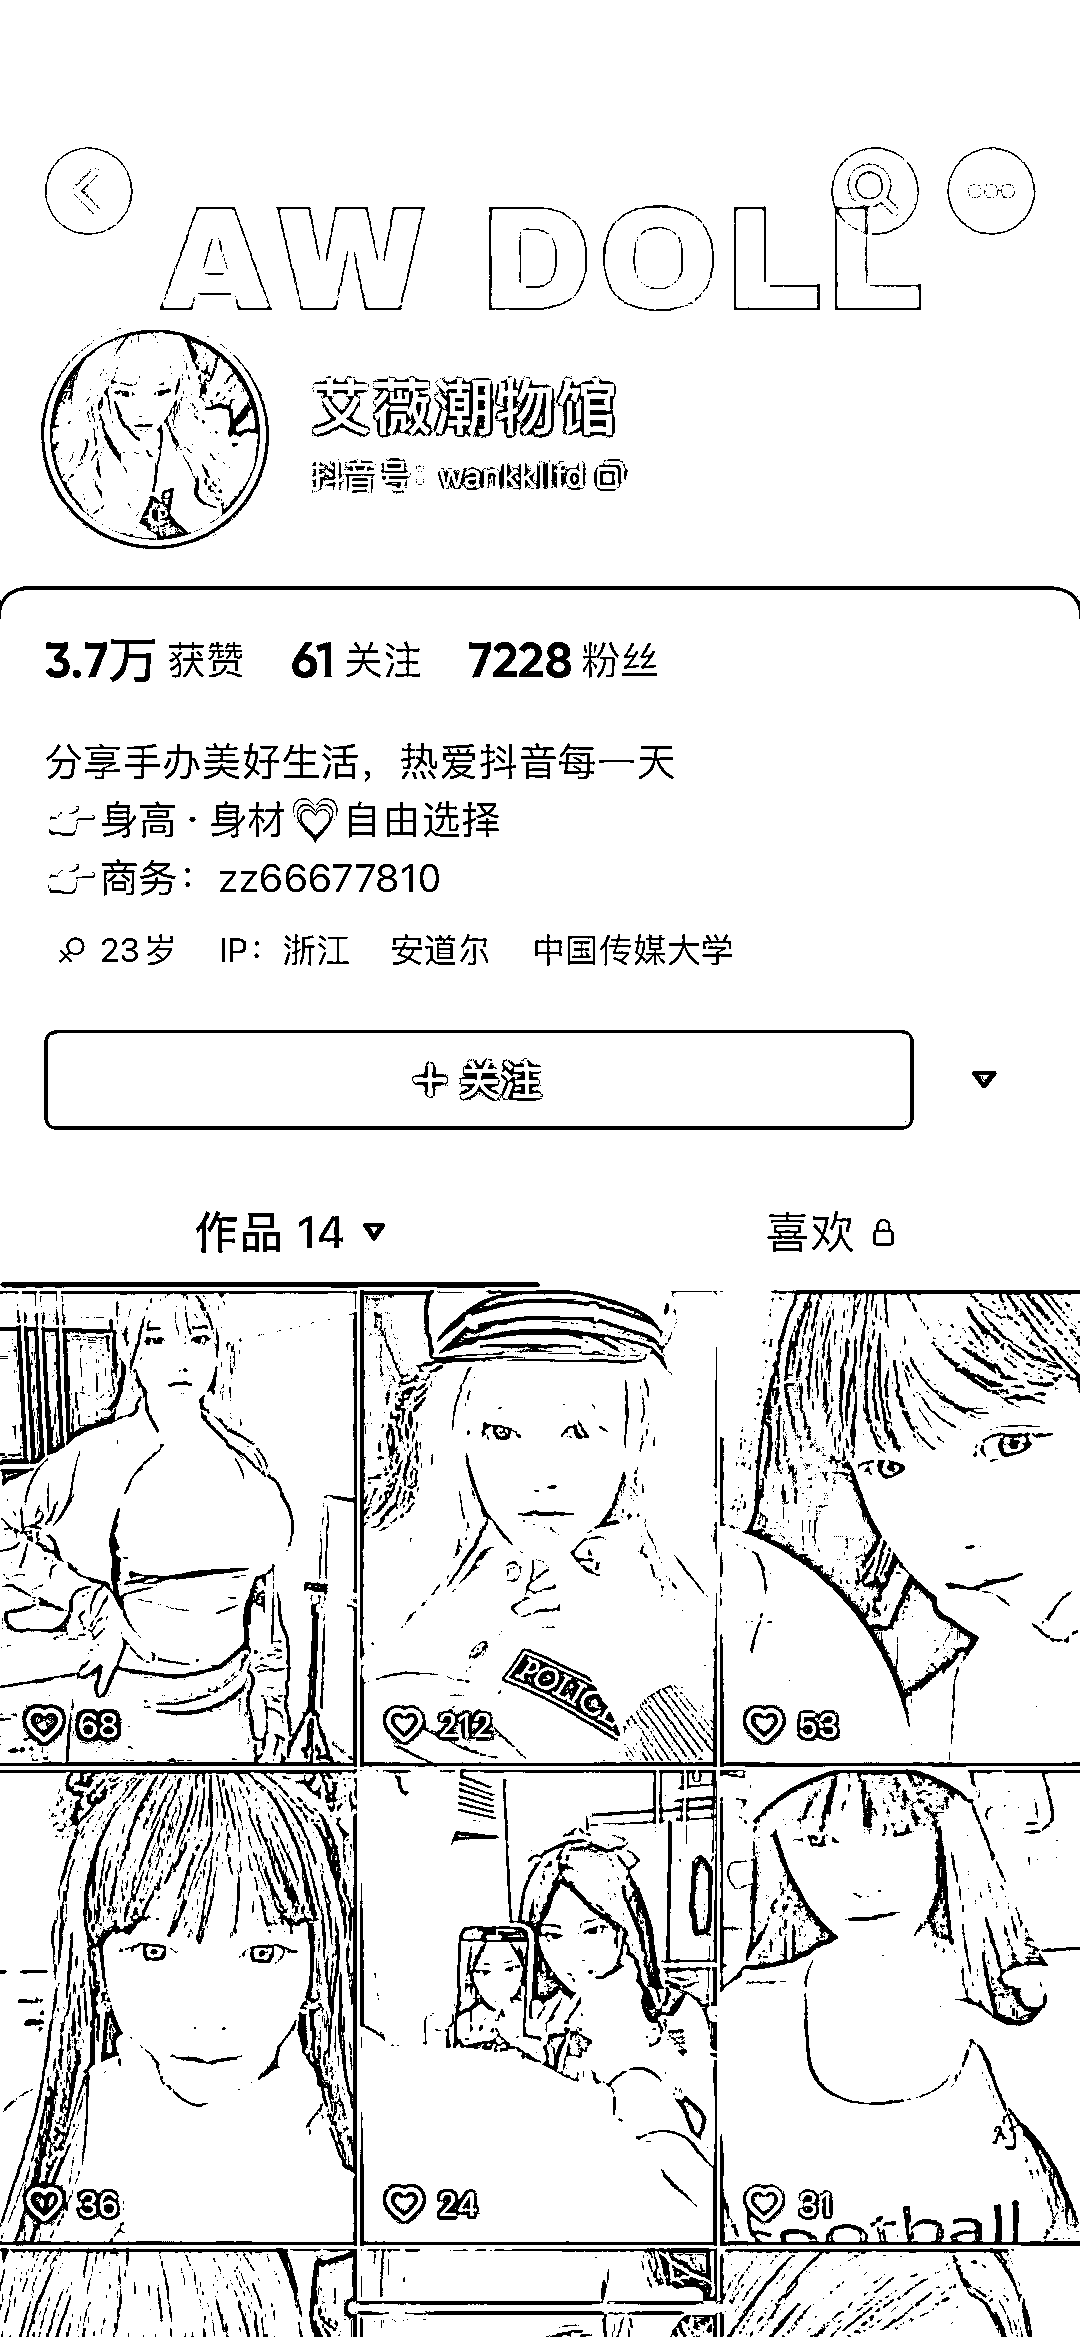 AW DOLL
艾薇潮物馆
抖音号：wankklltd
3.7万 获赞 61 关注 7228 粉丝
分享手办美好生活，热爱抖音每一天
👉身高·身材💗自由选择
👉商务：zz66677810
23岁 IP：浙江 安道尔 中国传媒大学
+ 关注
作品 14 喜欢
POLICE
68 212 53
36 24 31